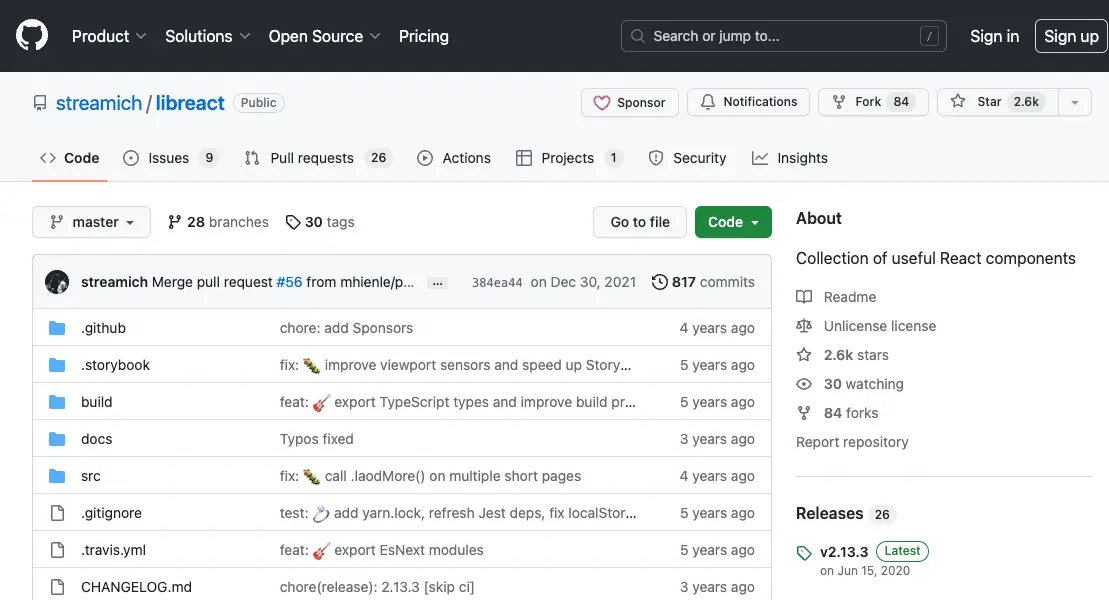 Product Solutions Open Source Pricing Search or jump to... / Sign in Sign up
streamich / libreact Public Sponsor Notifications Fork 84 Star 2.6k
Code Issues 9 Pull requests 26 Actions Projects 1 Security Insights
master 28 branches 30 tags Go to file Code
streamich Merge pull request #56 from mhienle/p... ... 384ea44 on Dec 30, 2021 817 commits
.github chore: add Sponsors 4 years ago
.storybook fix: 🐛 improve viewport sensors and speed up Story... 5 years ago
build feat: 🎸 export TypeScript types and improve build pr... 5 years ago
docs Typos fixed 3 years ago
src fix: 🐛 call .laodMore() on multiple short pages 4 years ago
.gitignore test: 💍 add yarn.lock, refresh Jest deps, fix localStor... 5 years ago
.travis.yml feat: 🎸 export EsNext modules 5 years ago
CHANGELOG.md chore(release): 2.13.3 [skip ci] 3 years ago
About
Collection of useful React components
Readme
Unlicense license
2.6k stars
30 watching
84 forks
Report repository
Releases 26
v2.13.3 Latest
on Jun 15, 2020